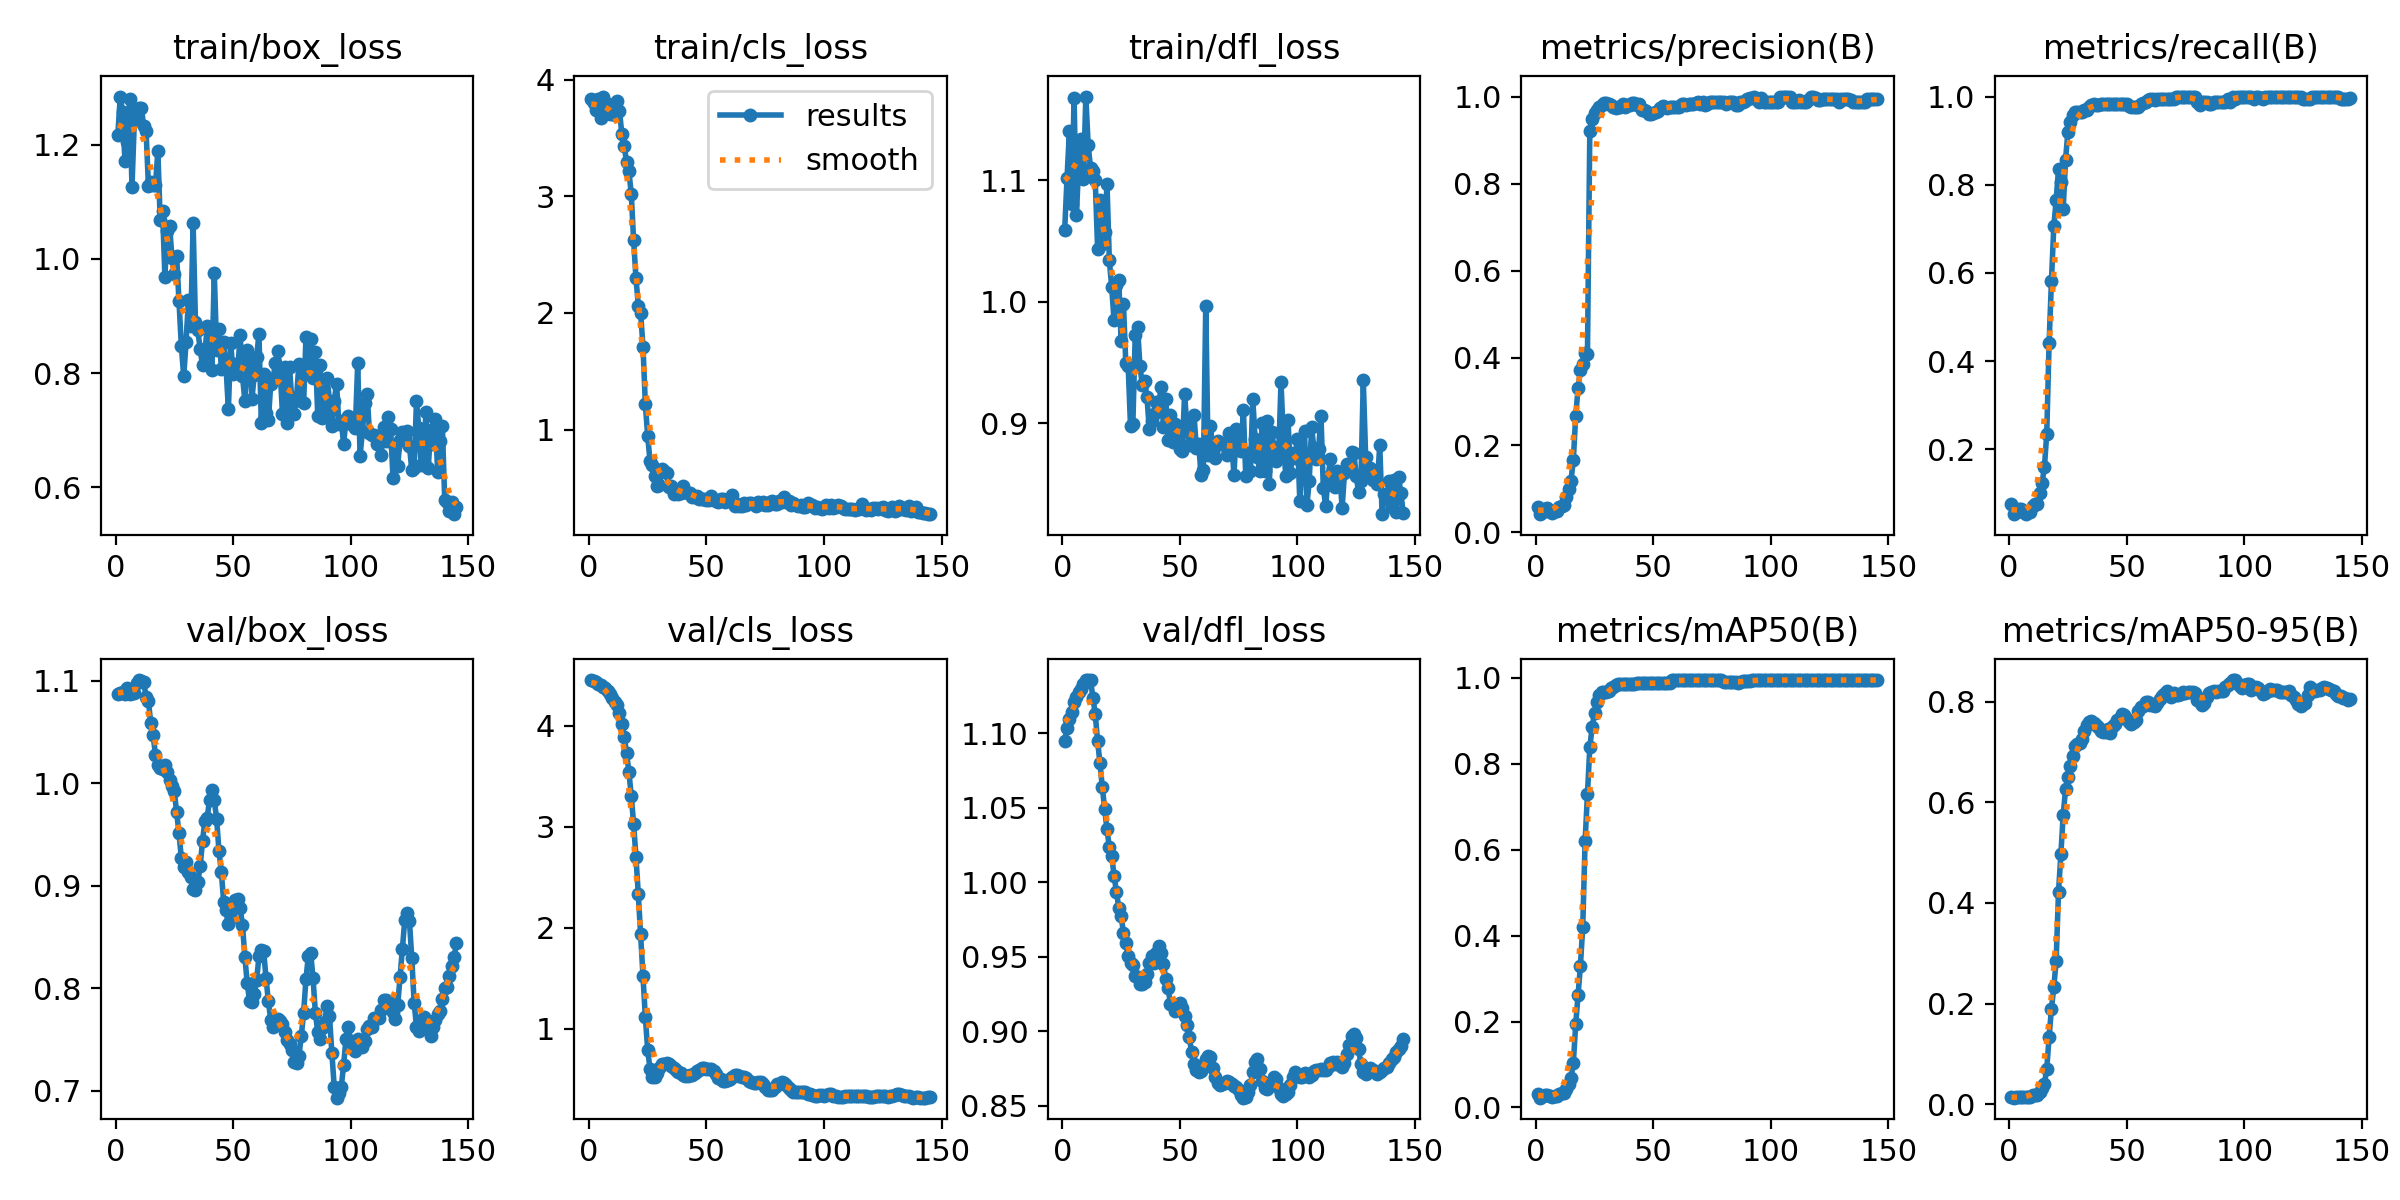 train/box_loss
1.2
1.0
0.8
0.6
0 50 100 150
train/cls_loss
results
smooth
4
3
2
1
0 50 100 150
train/dfl_loss
1.1
1.0
0.9
0 50 100 150
metrics/precision(B)
1.0
0.8
0.6
0.4
0.2
0.0
0 50 100 150
metrics/recall(B)
1.0
0.8
0.6
0.4
0.2
0 50 100 150
val/box_loss
1.1
1.0
0.9
0.8
0.7
0 50 100 150
val/cls_loss
4
3
2
1
0 50 100 150
val/dfl_loss
1.10
1.05
1.00
0.95
0.90
0.85
0 50 100 150
metrics/mAP50(B)
1.0
0.8
0.6
0.4
0.2
0.0
0 50 100 150
metrics/mAP50-95(B)
0.8
0.6
0.4
0.2
0.0
0 50 100 150